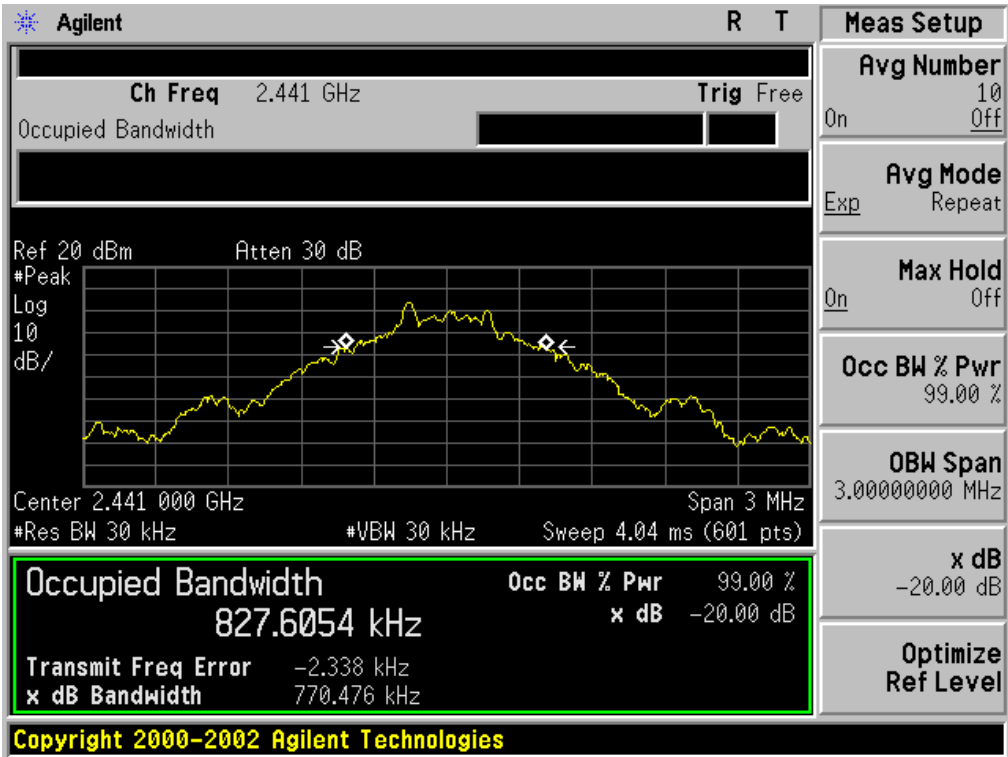 Agilent R T
Ch Freq 2.441 GHz Trig Free
Occupied Bandwidth
Ref 20 dBm Atten 30 dB
#Peak
Log
10
dB/
Center 2.441 000 GHz Span 3 MHz
#Res BW 30 kHz #VBW 30 kHz Sweep 4.04 ms (601 pts)
Occupied Bandwidth Occ BW % Pwr 99.00 %
827.6054 kHz x dB -20.00 dB
Transmit Freq Error -2.338 kHz
x dB Bandwidth 770.476 kHz
Copyright 2000-2002 Agilent Technologies
Meas Setup
Avg Number
10
On Off
Avg Mode
Exp Repeat
Max Hold
On Off
Occ BW % Pwr
99.00 %
OBW Span
3.00000000 MHz
x dB
-20.00 dB
Optimize
Ref Level